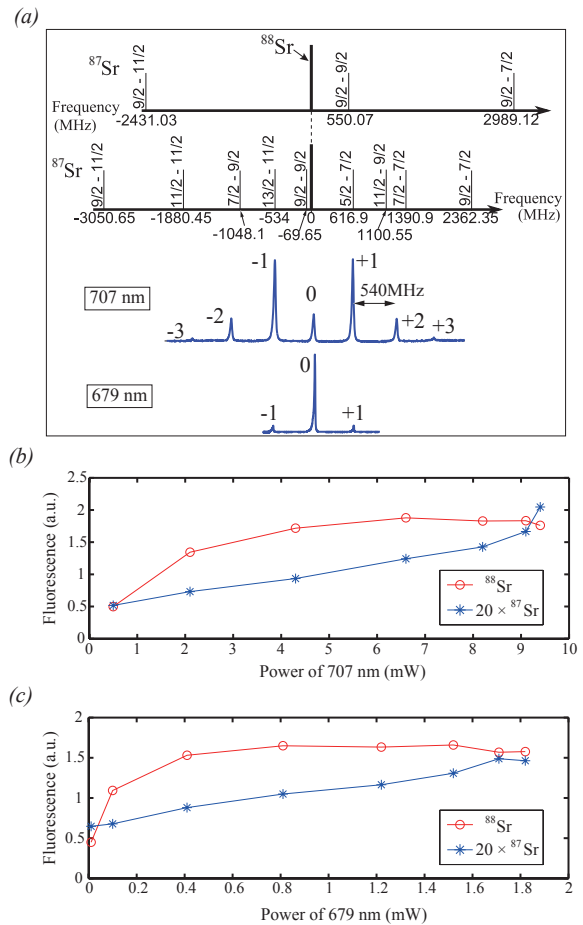 (a)
88Sr
87Sr
9/2 - 11/2
9/2 - 9/2
9/2 - 7/2
Frequency
(MHz)
-2431.03
550.07
2989.12
87Sr
9/2 - 11/2
11/2 - 11/2
7/2 - 9/2
13/2 - 11/2
9/2 - 9/2
5/2 - 7/2
11/2 - 9/2
7/2 - 7/2
9/2 - 7/2
Frequency
(MHz)
-3050.65
-1880.45
-534
0
616.9
1390.9
2362.35
-1048.1
-69.65
1100.55
-1
+1
0
540MHz
707 nm
-2
+2
-3
+3
0
679 nm
-1
+1
(b)
2.5
2
1.5
1
0.5
0
Fluorescence (a.u.)
88Sr
20 × 87Sr
0 1 2 3 4 5 6 7 8 9 10
Power of 707 nm (mW)
(c)
2
1.5
1
0.5
0
Fluorescence (a.u.)
88Sr
20 × 87Sr
0 0.2 0.4 0.6 0.8 1 1.2 1.4 1.6 1.8 2
Power of 679 nm (mW)